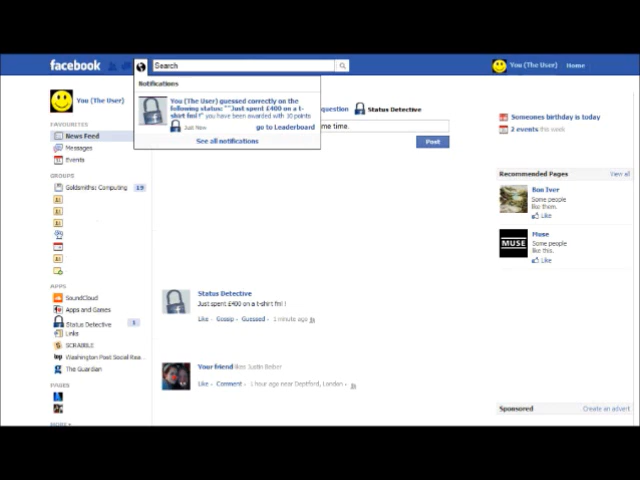 facebook
Search
You (The User)
Home
Notifications
You (The User) guessed correctly on the
following status: ""Just spent £400 on a t-
shirt fml !" you have been awarded with 10 points
Just Now
go to Leaderboard
See all notifications
You (The User)
question
Status Detective
me time.
Post
FAVOURITES
News Feed
Messages
Events
GROUPS
Goldsmiths: Computing
19
APPS
SoundCloud
Apps and Games
Status Detective
1
Links
SCRABBLE
Washington Post Social Rea...
The Guardian
PAGES
MORE
Status Detective
Just spent £400 on a t-shirt fml !
Like · Gossip · Guessed · 1 minute ago
Your friend likes Justin Beiber
Like · Comment · 1 hour ago near Deptford, London ·
Someones birthday is today
2 events this week
Recommended Pages
View all
Bon Iver
Some people
like them.
Like
MUSE
Muse
Some people
like this.
Like
Sponsored
Create an advert